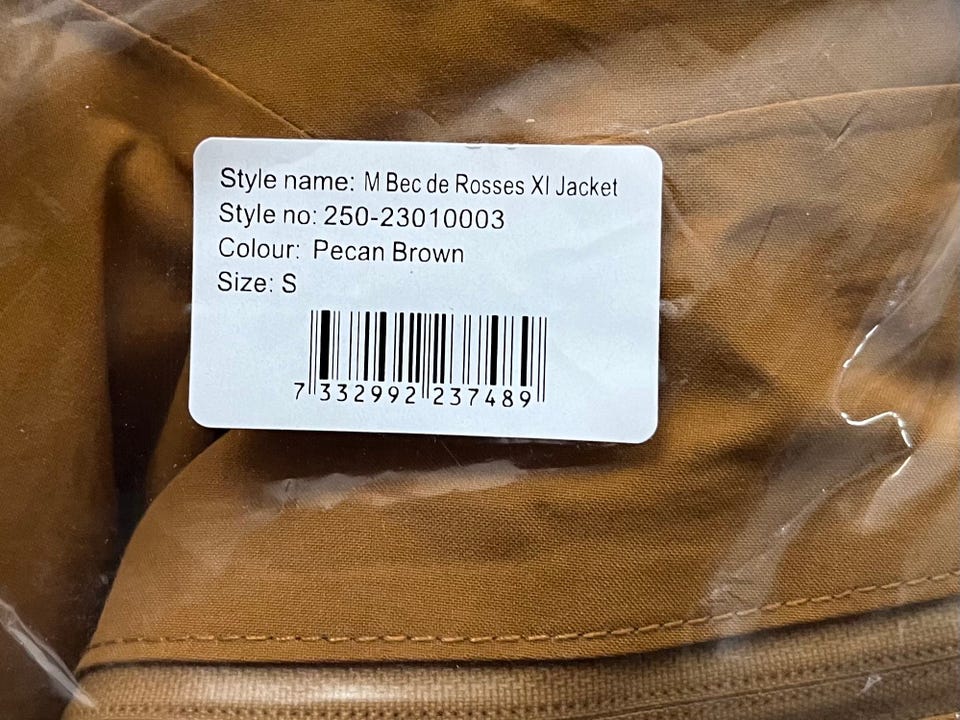 Style name: M Bec de Rosses XI Jacket
Style no: 250-23010003
Colour: Pecan Brown
Size: S
7 332992 237489